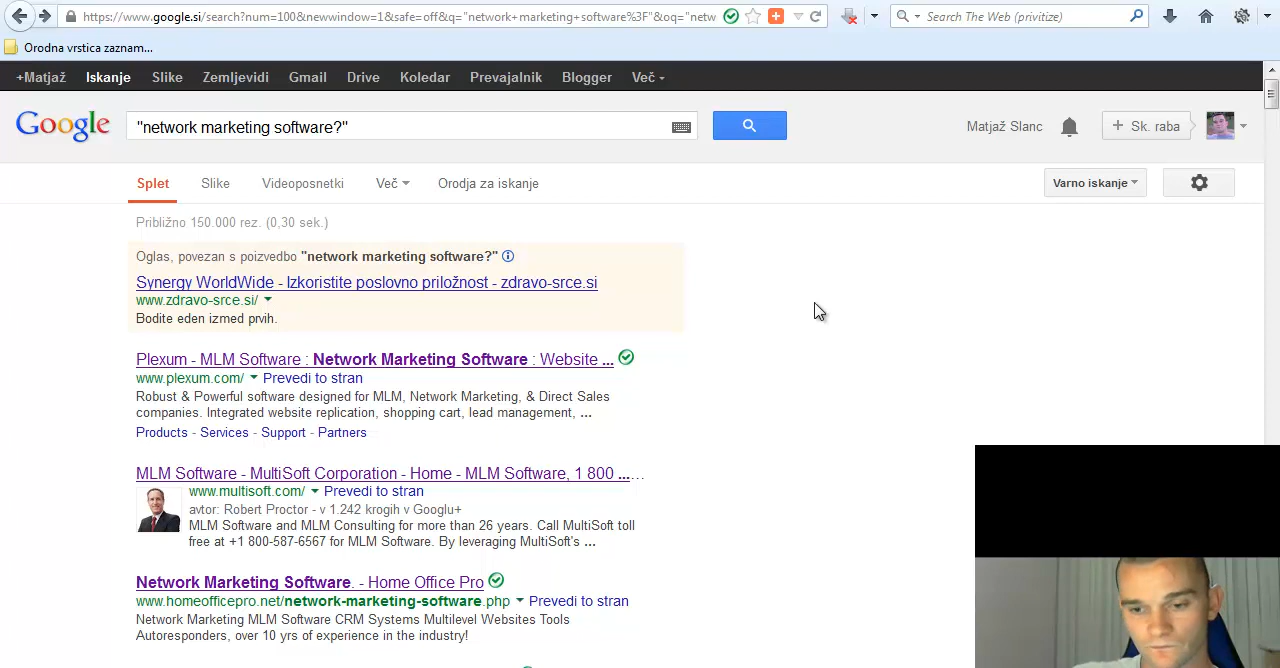 https://www.google.si/search?num=100&newwindow=1&safe=off&q="network+marketing+software%3F"&oq="netw
Search The Web (privitize)
Orodna vrstica zaznam...
+Matjaž Iskanje Slike Zemljevidi Gmail Drive Koledar Prevajalnik Blogger Več
Google
"network marketing software?"
Matjaž Slanc
+ Sk. raba
Splet Slike Videoposnetki Več Orodja za iskanje
Varno iskanje
Približno 150.000 rez. (0,30 sek.)
Oglas, povezan s poizvedbo "network marketing software?"
Synergy WorldWide - Izkoristite poslovno priložnost - zdravo-srce.si
www.zdravo-srce.si/
Bodite eden izmed prvih.
Plexum - MLM Software : Network Marketing Software : Website ...
www.plexum.com/ Prevedi to stran
Robust & Powerful software designed for MLM, Network Marketing, & Direct Sales
companies. Integrated website replication, shopping cart, lead management, ...
Products - Services - Support - Partners
MLM Software - MultiSoft Corporation - Home - MLM Software, 1 800 ......
www.multisoft.com/ Prevedi to stran
avtor: Robert Proctor - v 1.242 krogih v Googlu+
MLM Software and MLM Consulting for more than 26 years. Call MultiSoft toll
free at +1 800-587-6567 for MLM Software. By leveraging MultiSoft's ...
Network Marketing Software. - Home Office Pro
www.homeofficepro.net/network-marketing-software.php Prevedi to stran
Network Marketing MLM Software CRM Systems Multilevel Websites Tools
Autoresponders, over 10 yrs of experience in the industry!